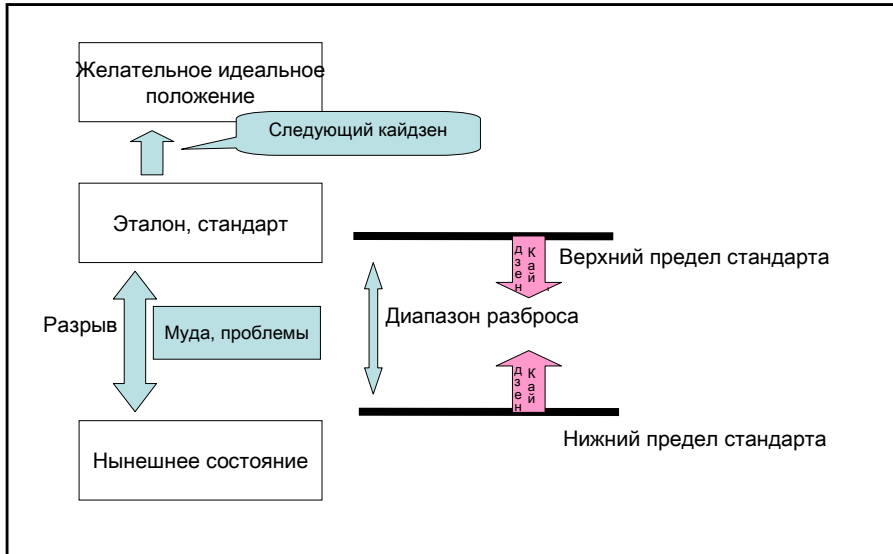 Желательное идеальное
положение
Следующий кайдзен
Эталон, стандарт
Разрыв
Муда, проблемы
Нынешнее состояние
Кай
дзен
Верхний предел стандарта
Диапазон разброса
Кай
дзен
Нижний предел стандарта